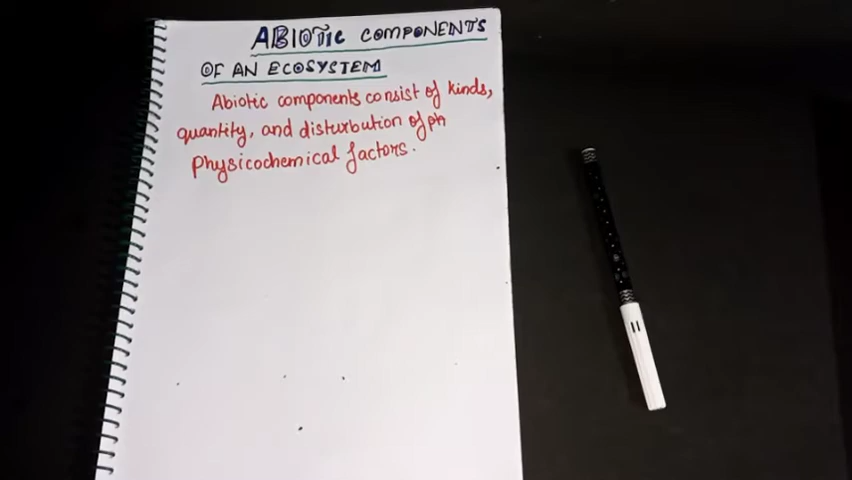 ABIOTIC COMPONENTS
OF AN ECOSYSTEM
Abiotic components consist of kinds,
quantity, and disturbution of ph
physicochemical factors.